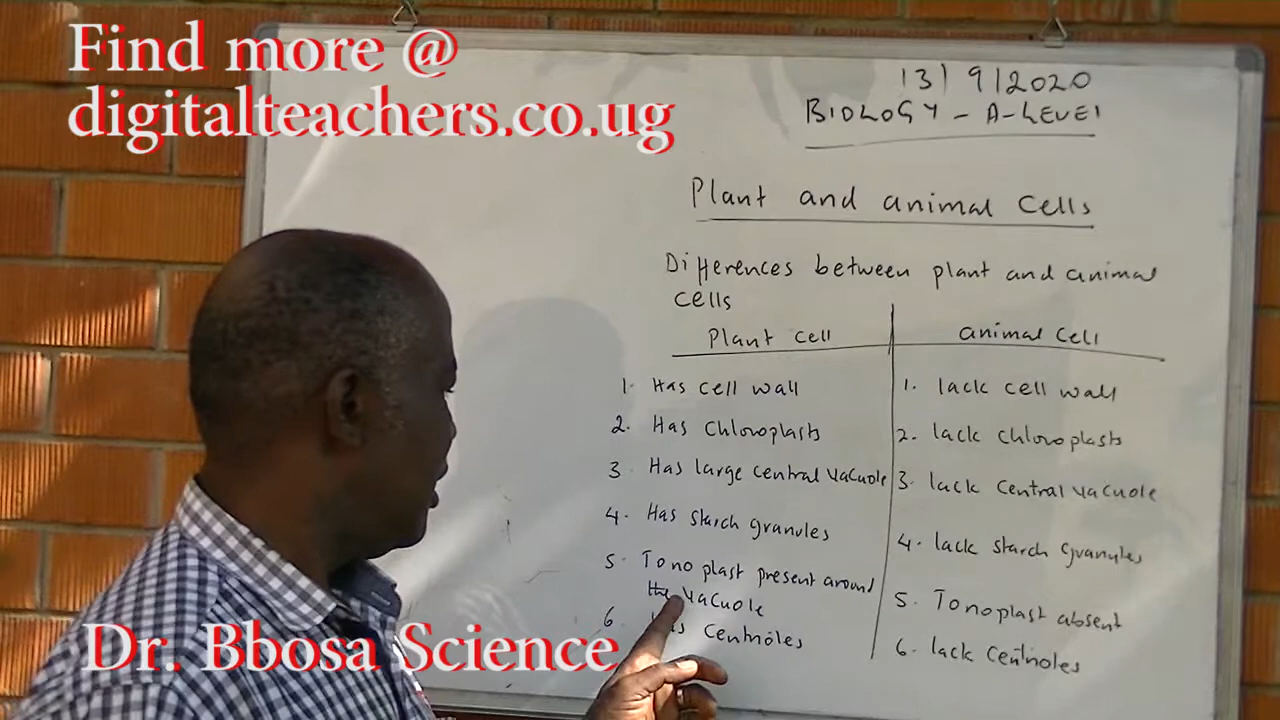 Find more @
digitalteachers.co.ug
13/9/2020
BIOLOGY - A-LEVEL
Plant and animal cells
Differences between plant and animal
cells
Plant cell
animal cell
1. Has cell wall
1. lack cell wall
2. Has chloroplasts
2. lack chloroplasts
3 Has large central vacuole
3. lack central vacuole
4. Has starch granules
4. lack starch granules
5. Tonoplast present around
the vacuole
5. Tonoplast absent
6. centrioles
6. lack centrioles
Dr. Bbosa Science